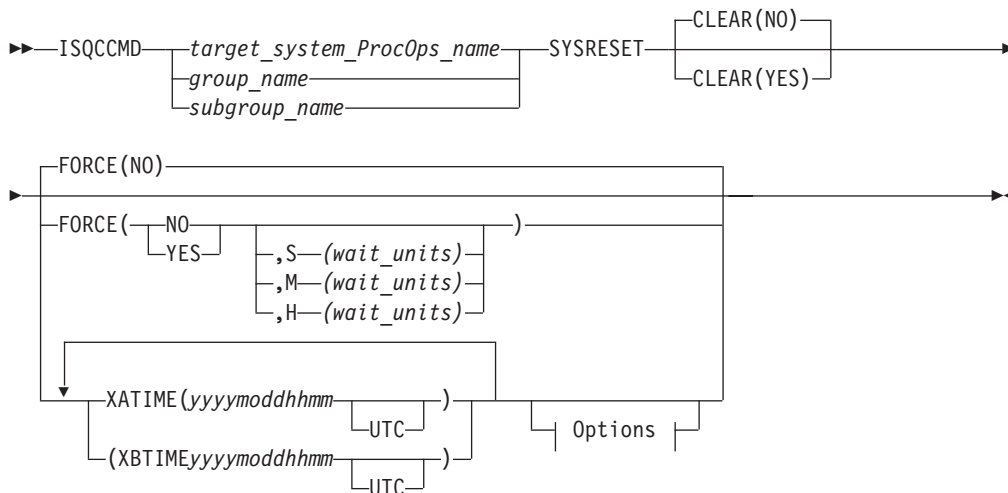 ISQCCMD target_system_ProcOps_name SYSRESET CLEAR(NO)
group_name CLEAR(YES)
subgroup_name
FORCE(NO)
FORCE( NO )
YES ,S (wait_units)
,M (wait_units)
,H (wait_units)
XATIME(yyyymoddhhmm )
UTC Options
(XBTIMEyyyymoddhhmm )
UTC